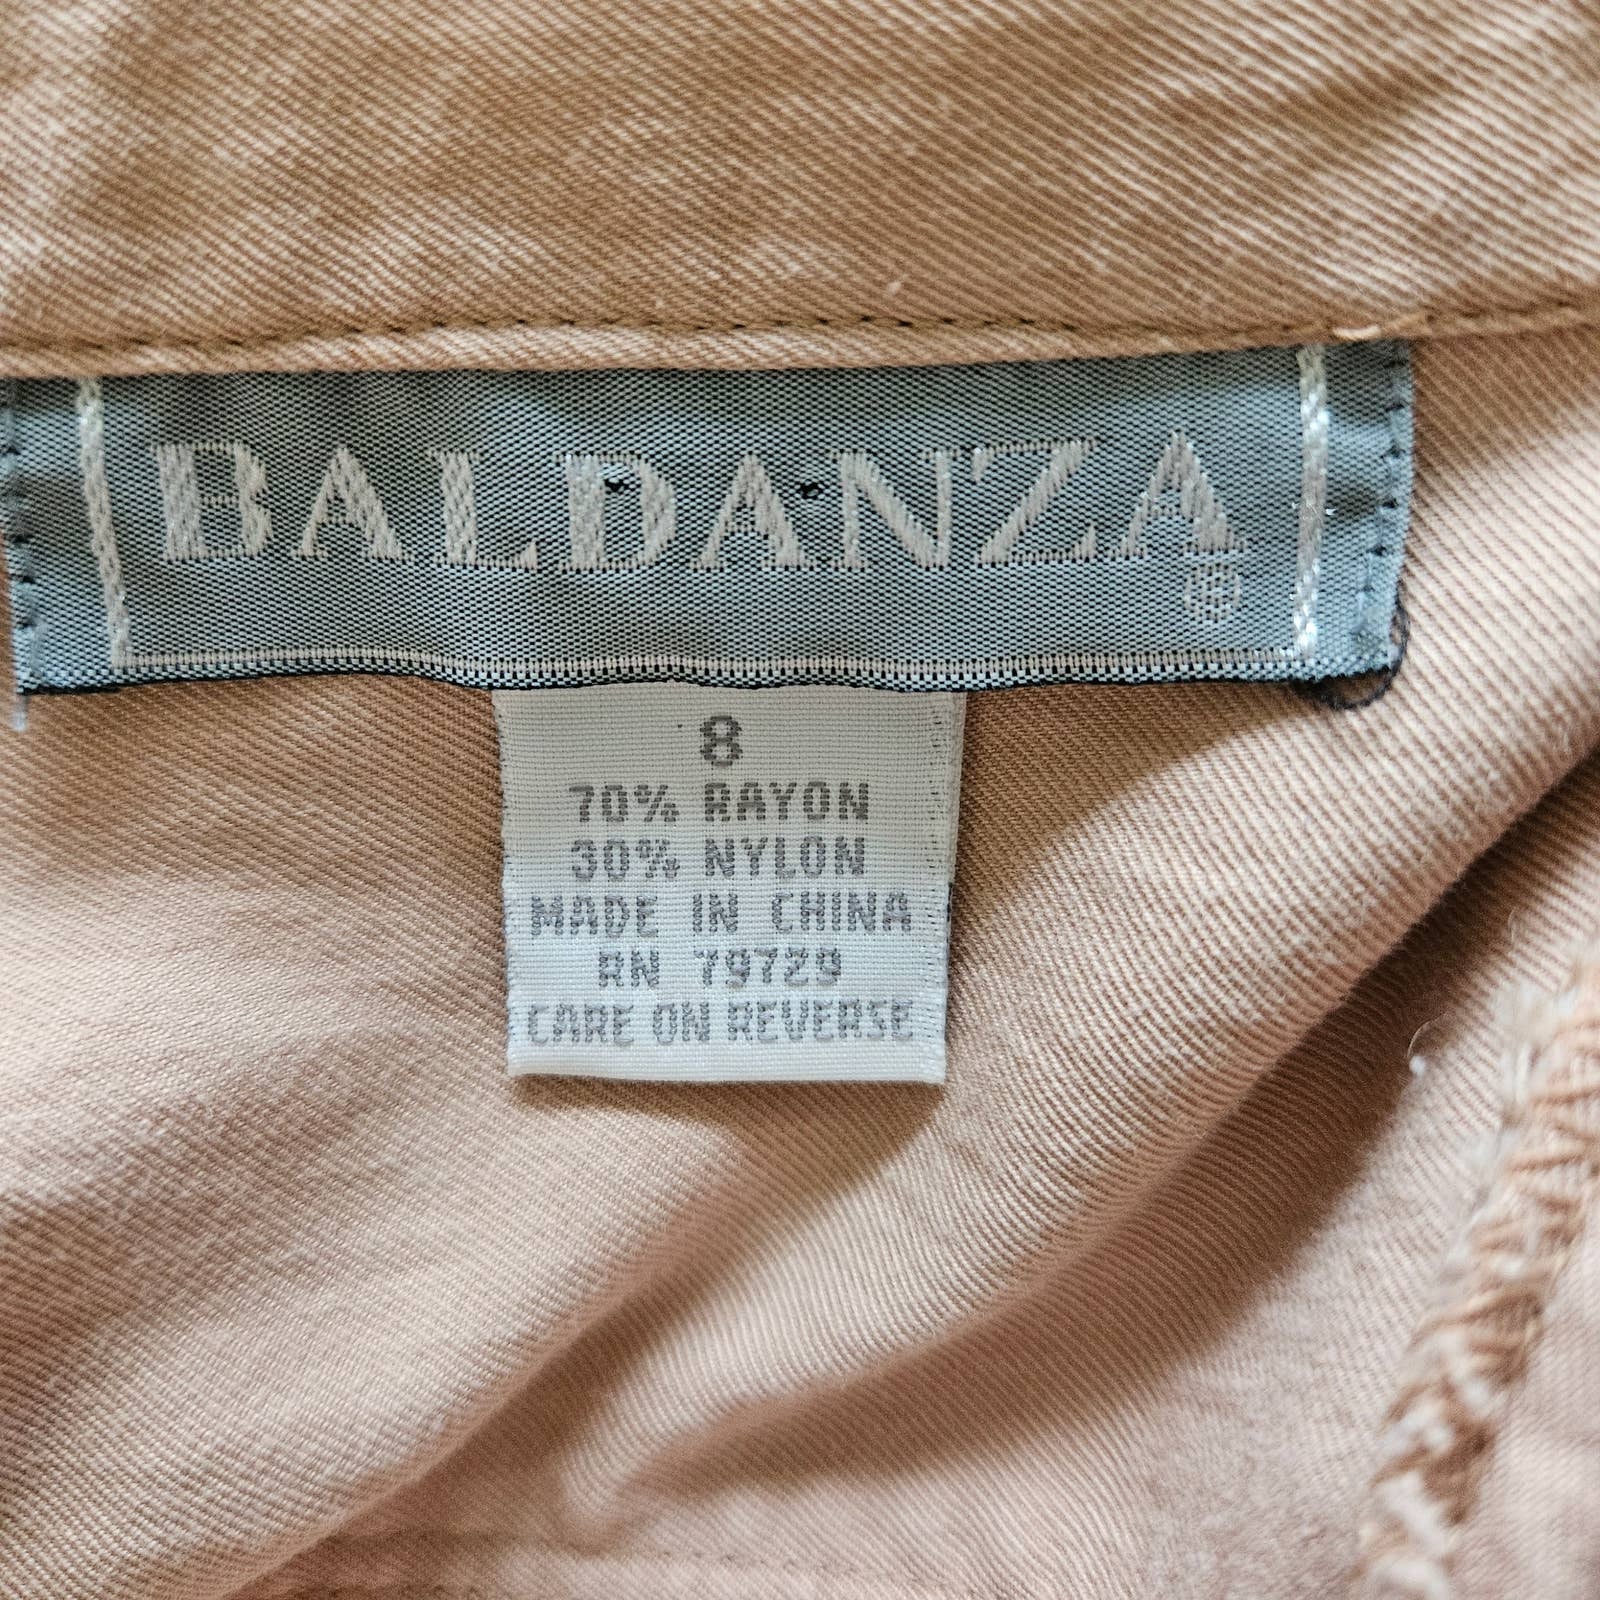 BALDANZA
®
8
70% RAYON
30% NYLON
MADE IN CHINA
RN 79729
CARE ON REVERSE